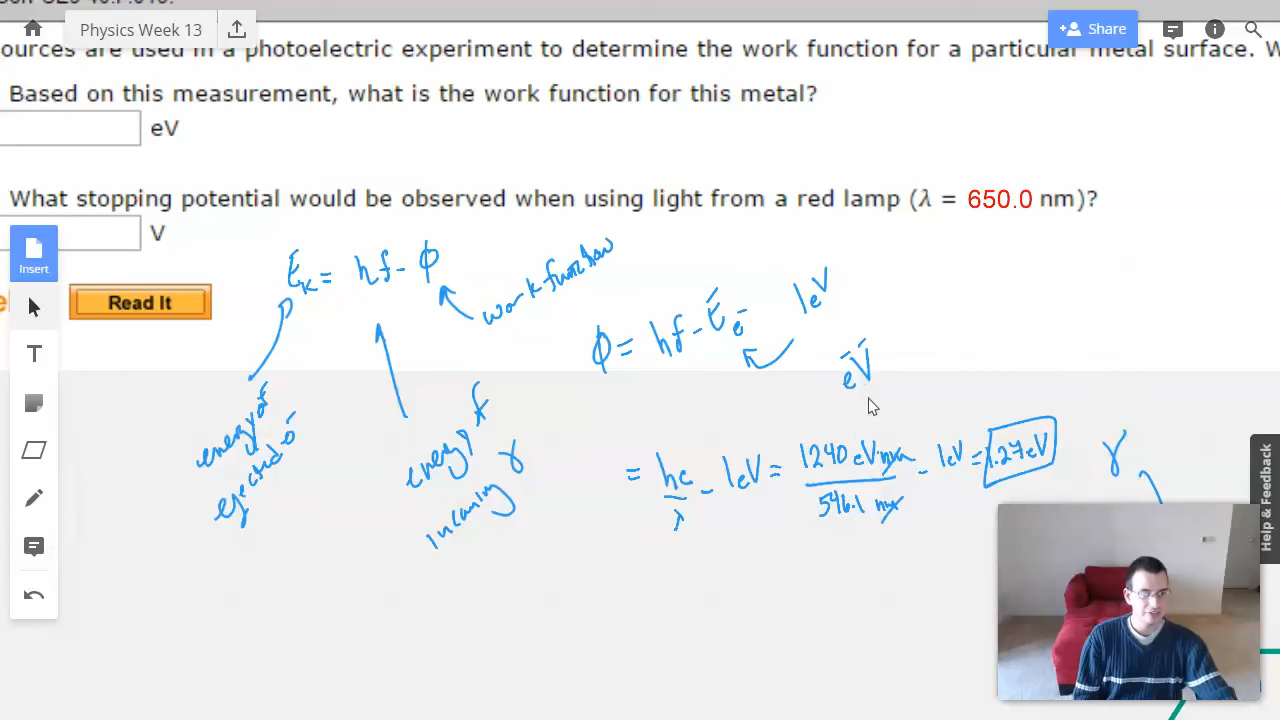 Physics Week 13
Share
ources are used in a photoelectric experiment to determine the work function for a particular metal surface. W
Based on this measurement, what is the work function for this metal?
eV
What stopping potential would be observed when using light from a red lamp (λ = 650.0 nm)?
V
Insert
Read It
E_K = hf - ϕ
work function
ϕ = hf - E_e-
1eV
eV
energy of
ejected e-
energy of
incoming γ
= hc/λ - 1eV = 1240 eV·nm/546.1 nm - 1eV = 1.27eV
γ
Help & Feedback